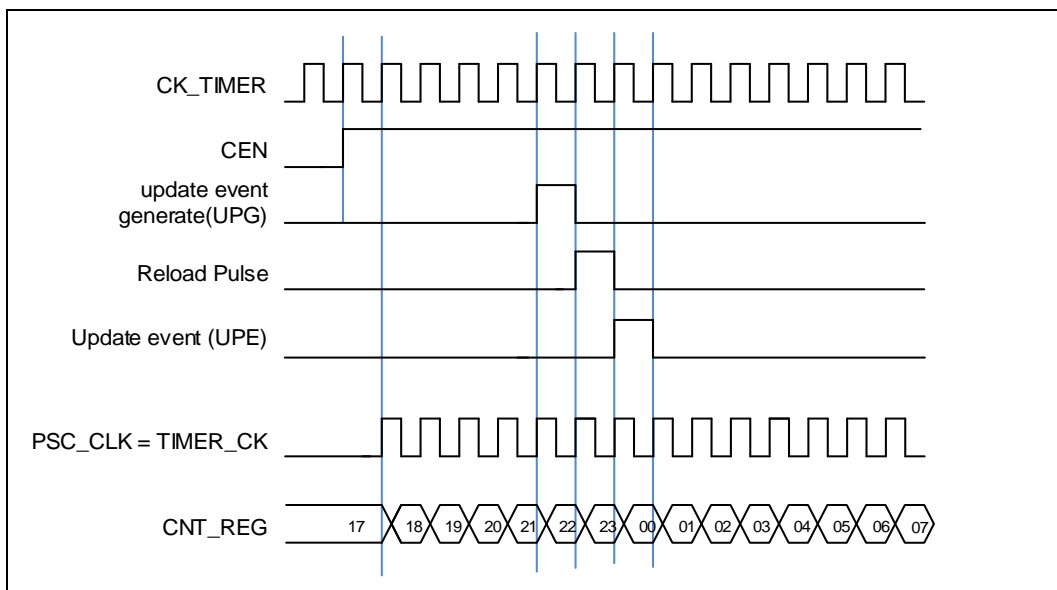 CK_TIMER
CEN
update event
generate(UPG)
Reload Pulse
Update event (UPE)
PSC_CLK = TIMER_CK
CNT_REG 17 18 19 20 21 22 23 00 01 02 03 04 05 06 07